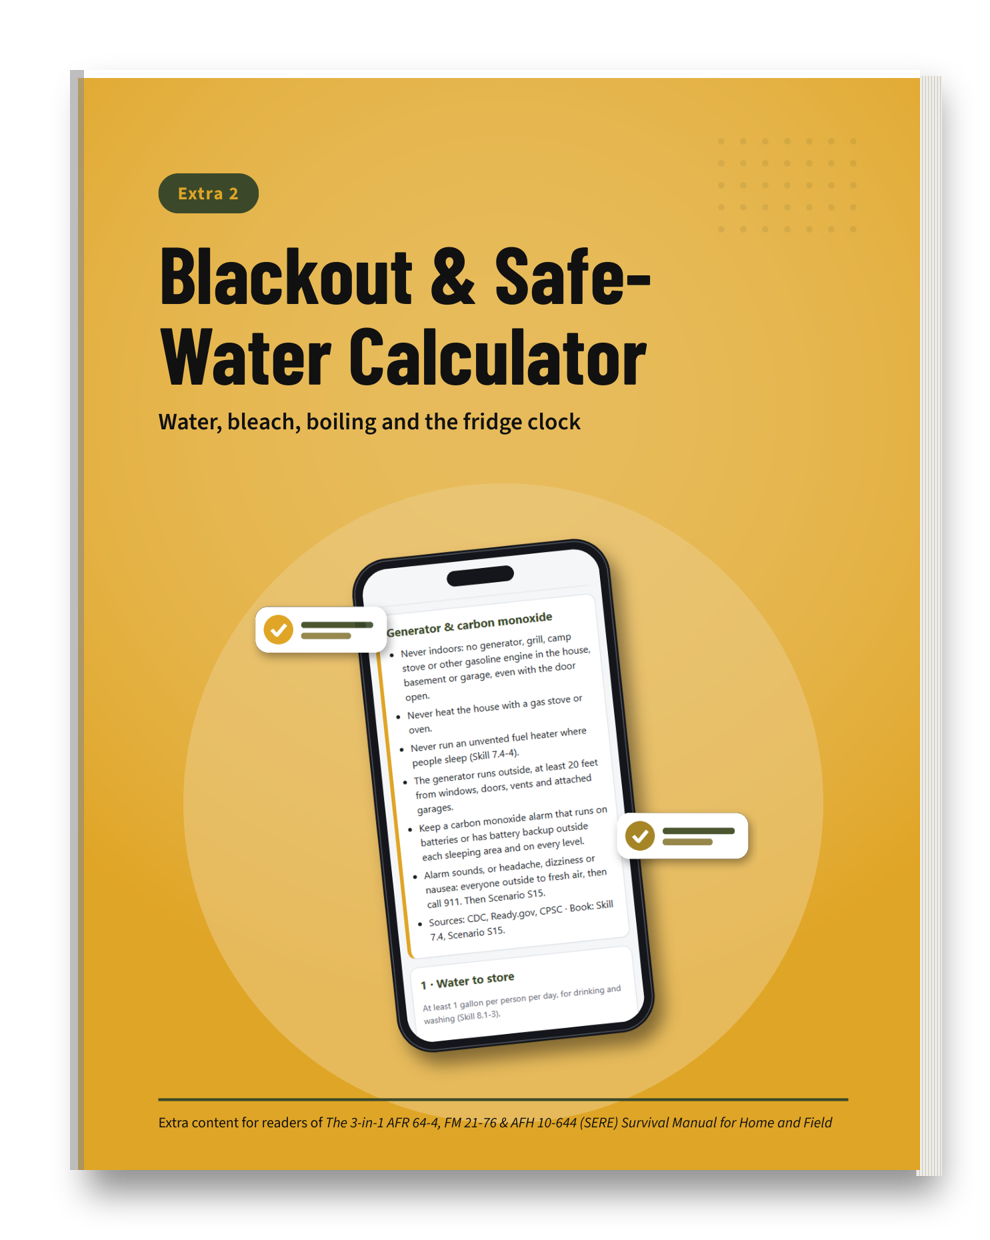 Extra 2
Blackout & Safe-
Water Calculator
Water, bleach, boiling and the fridge clock
Generator & carbon monoxide
• Never indoors: no generator, grill, camp
stove or other gasoline engine in the house,
basement or garage, even with the door
open.
• Never heat the house with a gas stove or
oven.
• Never run an unvented fuel heater where
people sleep (Skill 7.4-4).
• The generator runs outside, at least 20 feet
from windows, doors, vents and attached
garages.
• Keep a carbon monoxide alarm that runs on
batteries or has battery backup outside
each sleeping area and on every level.
• Alarm sounds, or headache, dizziness or
nausea: everyone outside to fresh air, then
call 911. Then Scenario S15.
• Sources: CDC, Ready.gov, CPSC · Book: Skill
7.4, Scenario S15.
1 · Water to store
At least 1 gallon per person per day, for drinking and
washing (Skill 8.1-3).
Extra content for readers of The 3-in-1 AFR 64-4, FM 21-76 & AFH 10-644 (SERE) Survival Manual for Home and Field